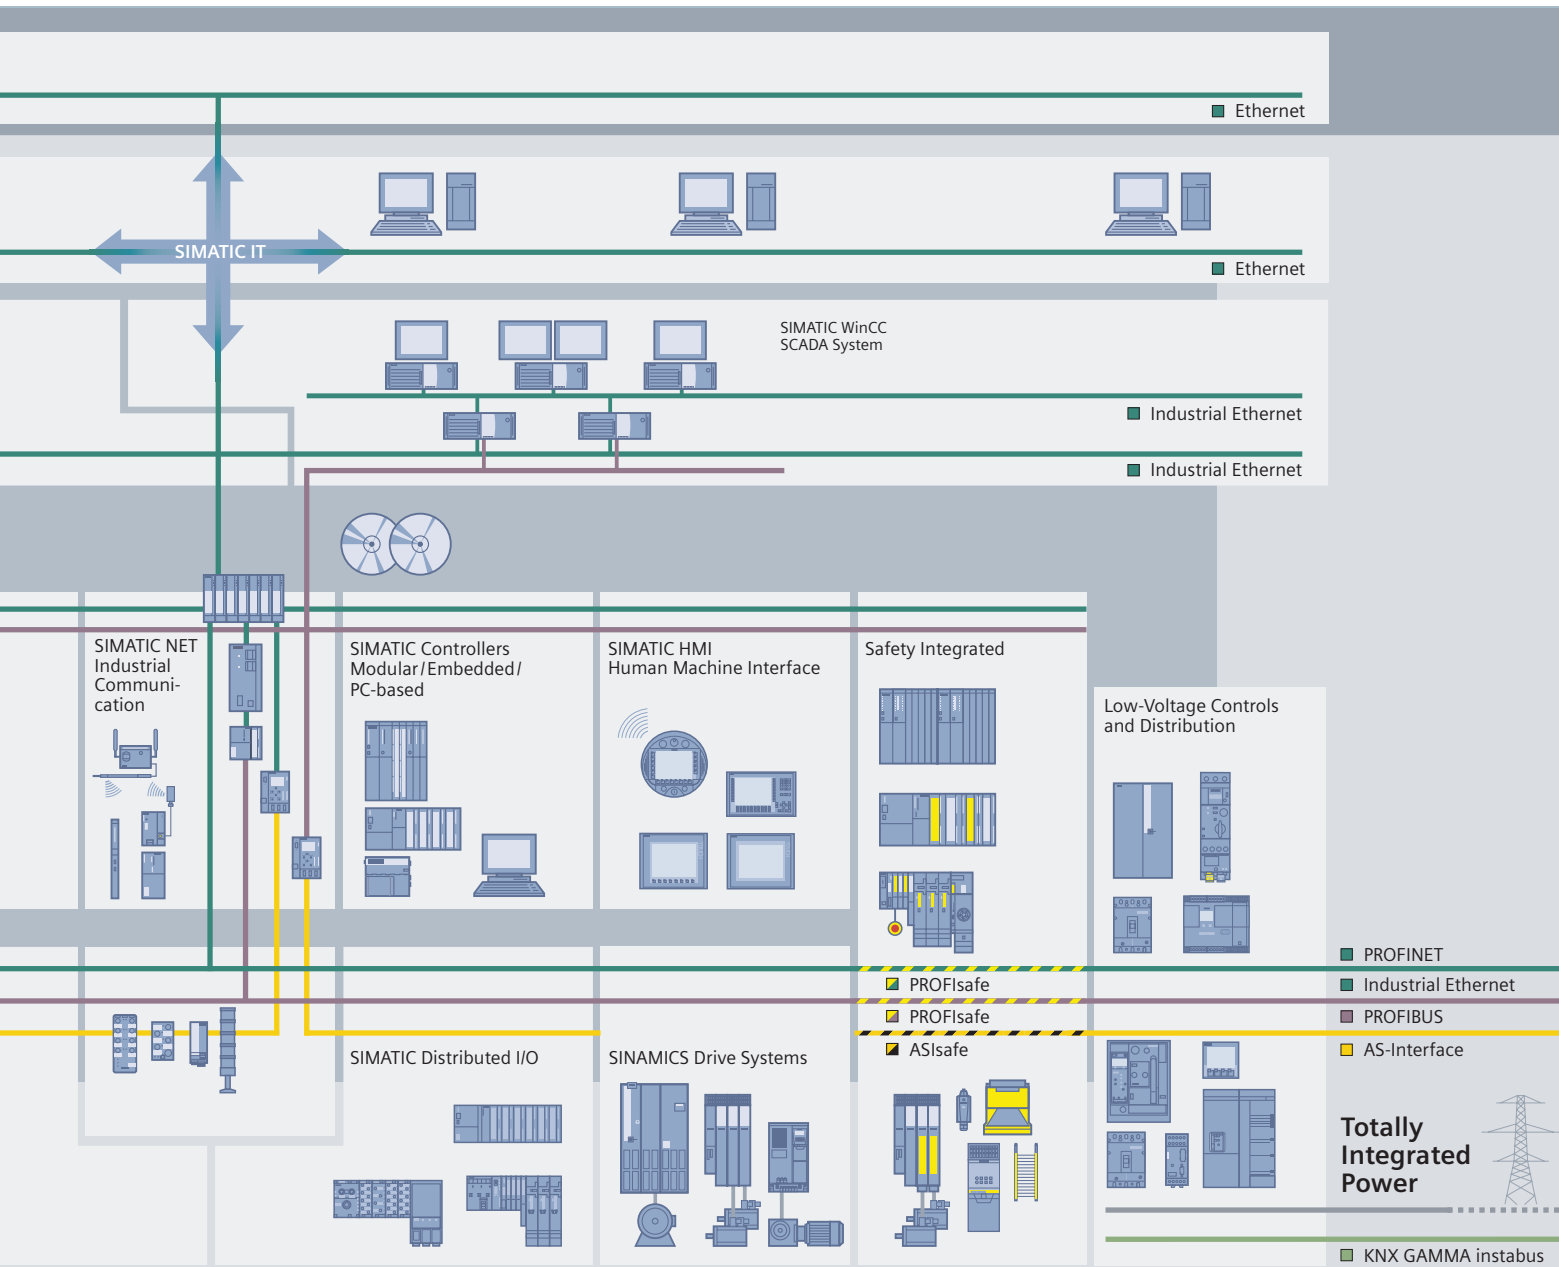 Ethernet
SIMATIC IT
Ethernet
SIMATIC WinCC
SCADA System
Industrial Ethernet
Industrial Ethernet
SIMATIC NET
Industrial
Communi-
cation
SIMATIC Controllers
Modular/Embedded/
PC-based
SIMATIC HMI
Human Machine Interface
Safety Integrated
Low-Voltage Controls
and Distribution
PROFINET
PROFIsafe
Industrial Ethernet
PROFIsafe
PROFIBUS
ASIsafe
AS-Interface
SIMATIC Distributed I/O
SINAMICS Drive Systems
Totally
Integrated
Power
KNX GAMMA instabus